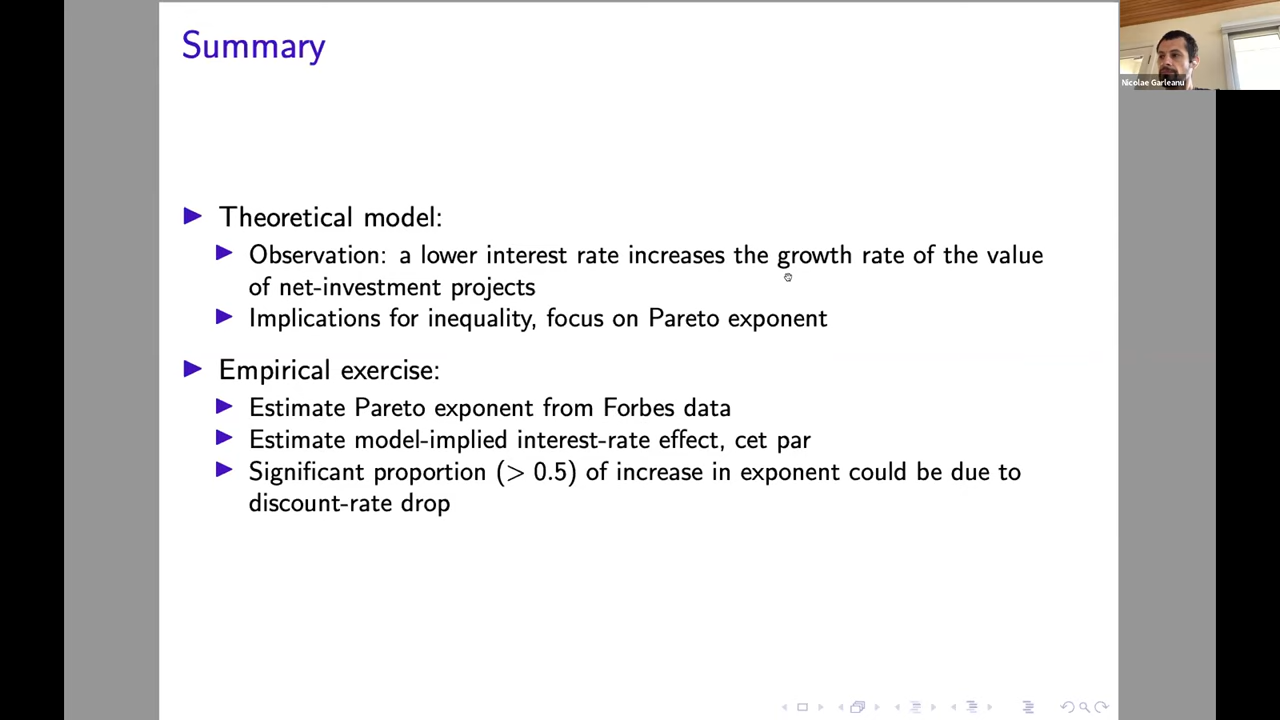 Summary
Nicolae Garleanu
Theoretical model:
Observation: a lower interest rate increases the growth rate of the value
of net-investment projects
Implications for inequality, focus on Pareto exponent
Empirical exercise:
Estimate Pareto exponent from Forbes data
Estimate model-implied interest-rate effect, cet par
Significant proportion (> 0.5) of increase in exponent could be due to
discount-rate drop